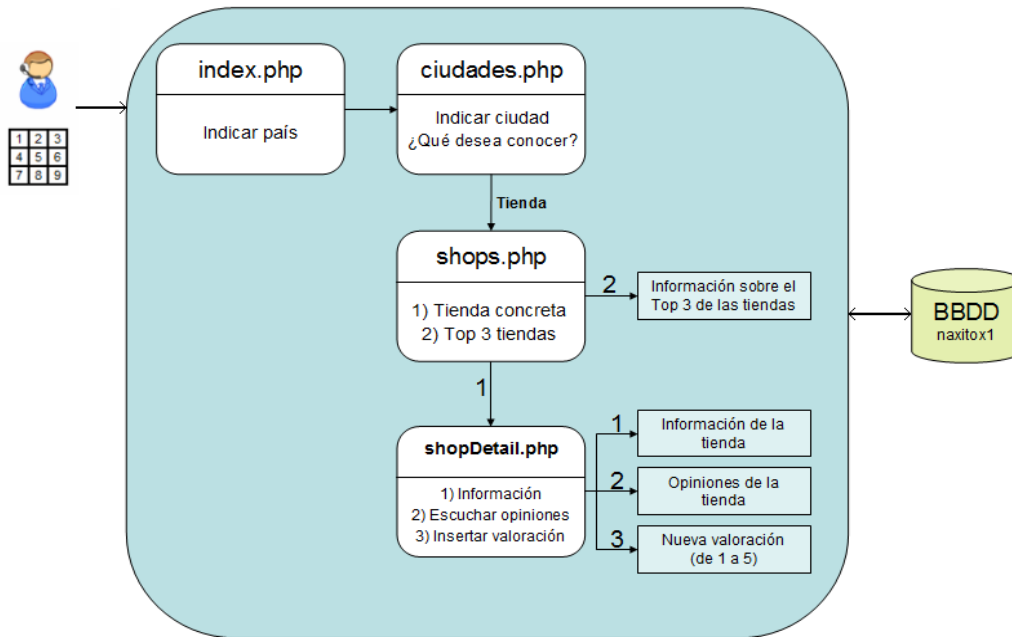 index.php
Indicar país
ciudades.php
Indicar ciudad
¿Qué desea conocer?
1 2 3
4 5 6
7 8 9
Tienda
shops.php
1) Tienda concreta
2) Top 3 tiendas
2
Información sobre el
Top 3 de las tiendas
BBDD
naxitox1
1
shopDetail.php
1) Información
2) Escuchar opiniones
3) Insertar valoración
1
Información de la
tienda
2
Opiniones de la
tienda
3
Nueva valoración
(de 1 a 5)